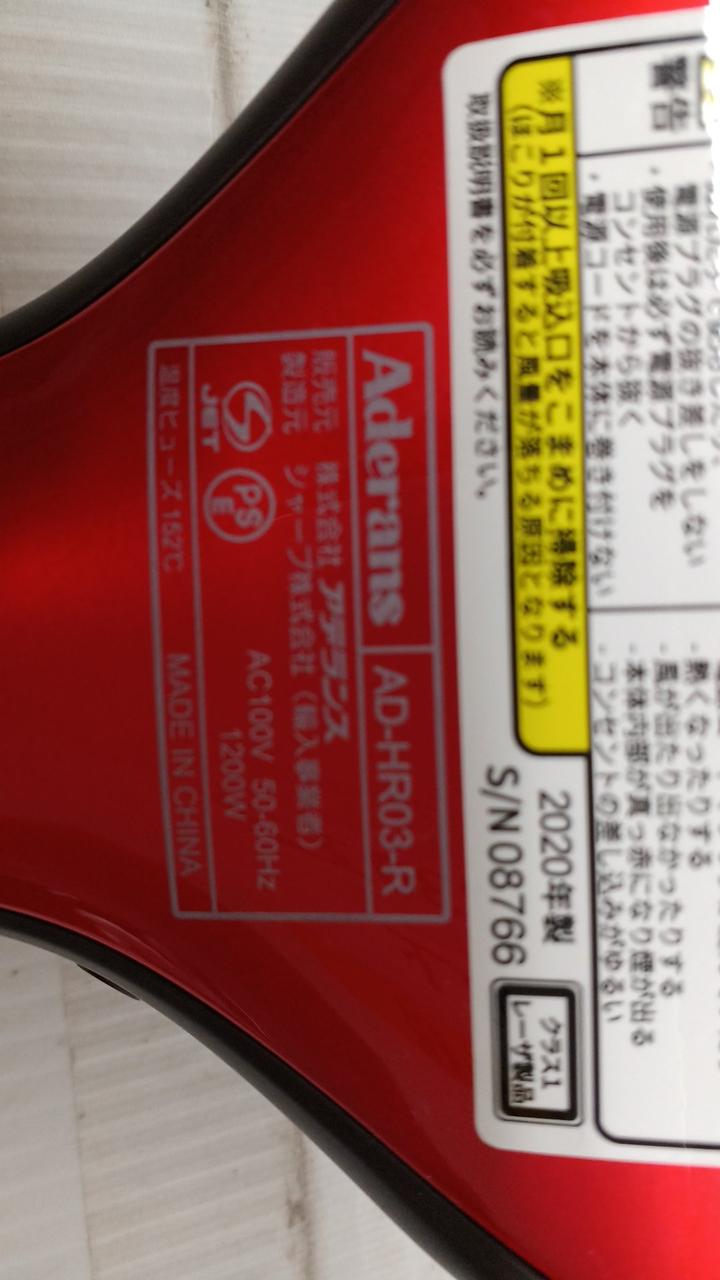 Aderans AD-HR03-R
販売元 株式会社 アデランス
製造元 シャープ株式会社（輸入事業者）
JET PSE AC100V 50-60Hz
1200W
温度ヒューズ 152℃ MADE IN CHINA
警告
電源プラグの抜き差しをしない
・使用後は必ず電源プラグを
コンセントから抜く
・電源コードを本体に巻き付けない
・熱くなったりする
・風が出たり出なかったりする
・本体内部が真っ赤になり煙が出る
・コンセントの差し込みがゆるい
※月1回以上吸込口をこまめに掃除する
（ほこりが付着すると風量が落ちる原因となります）
取扱説明書を必ずお読みください。
2020年製
S/N 08766
クラス1
レーザ製品